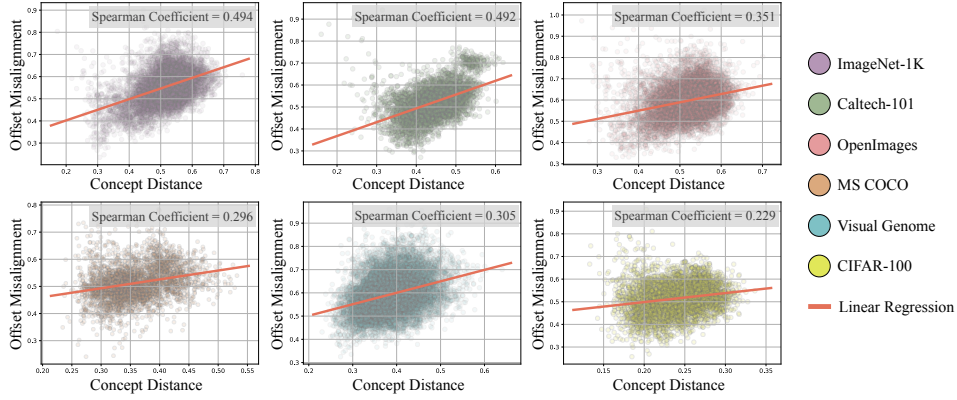 Spearman Coefficient = 0.494
Offset Misalignment
0.9
0.8
0.7
0.6
0.5
0.4
0.3
0.2 0.3 0.4 0.5 0.6 0.7 0.8
Concept Distance
Spearman Coefficient = 0.492
Offset Misalignment
0.9
0.8
0.7
0.6
0.5
0.4
0.3
0.2 0.3 0.4 0.5 0.6
Concept Distance
Spearman Coefficient = 0.351
Offset Misalignment
1.0
0.9
0.8
0.7
0.6
0.5
0.4
0.3
0.3 0.4 0.5 0.6 0.7
Concept Distance
Spearman Coefficient = 0.296
Offset Misalignment
0.7
0.6
0.5
0.4
0.3
0.20 0.25 0.30 0.35 0.40 0.45 0.50 0.55
Concept Distance
Spearman Coefficient = 0.305
Offset Misalignment
0.9
0.8
0.7
0.6
0.5
0.4
0.3
0.2 0.3 0.4 0.5 0.6
Concept Distance
Spearman Coefficient = 0.229
Offset Misalignment
0.8
0.7
0.6
0.5
0.4
0.3
0.15 0.20 0.25 0.30 0.35
Concept Distance
ImageNet-1K
Caltech-101
OpenImages
MS COCO
Visual Genome
CIFAR-100
Linear Regression